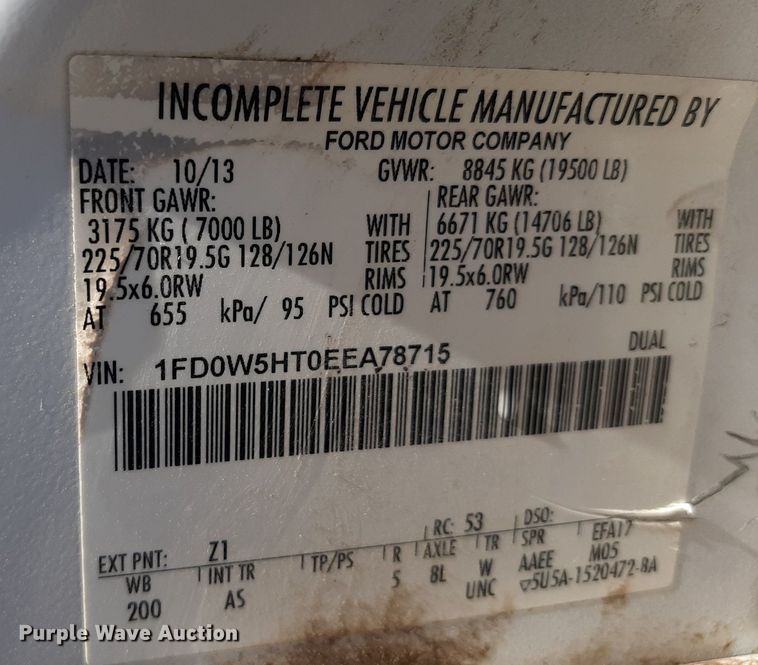 INCOMPLETE VEHICLE MANUFACTURED BY
FORD MOTOR COMPANY
DATE: 10/13 GVWR: 8845 KG (19500 LB)
FRONT GAWR: REAR GAWR:
3175 KG ( 7000 LB) WITH 6671 KG (14706 LB) WITH
225/70R19.5G 128/126N TIRES 225/70R19.5G 128/126N TIRES
19.5x6.0RW RIMS 19.5x6.0RW RIMS
AT 655 kPa/ 95 PSI COLD AT 760 kPa/110 PSI COLD
DUAL
VIN: 1FD0W5HT0EEA78715
EXT PNT: Z1 RC: 53 DSO:
WB INT TR TP/PS R AXLE TR SPR EFA17
200 AS 5 8L W AAEE M05
UNC ▽5U5A-1520472-8A
Purple Wave Auction